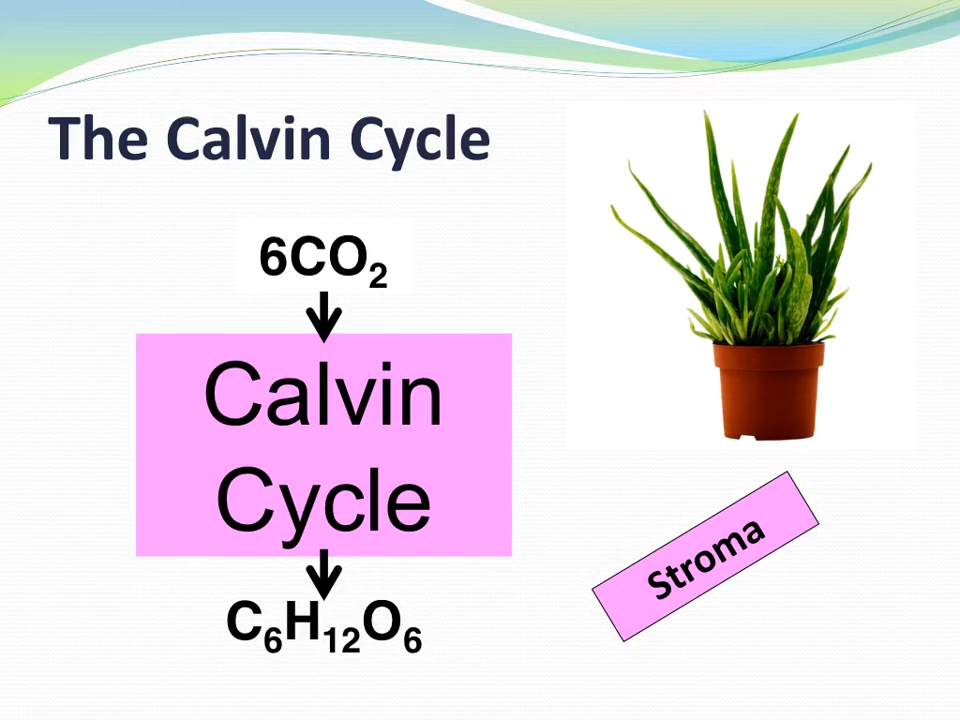 The Calvin Cycle
6CO₂
Calvin
Cycle
C₆H₁₂O₆
Stroma